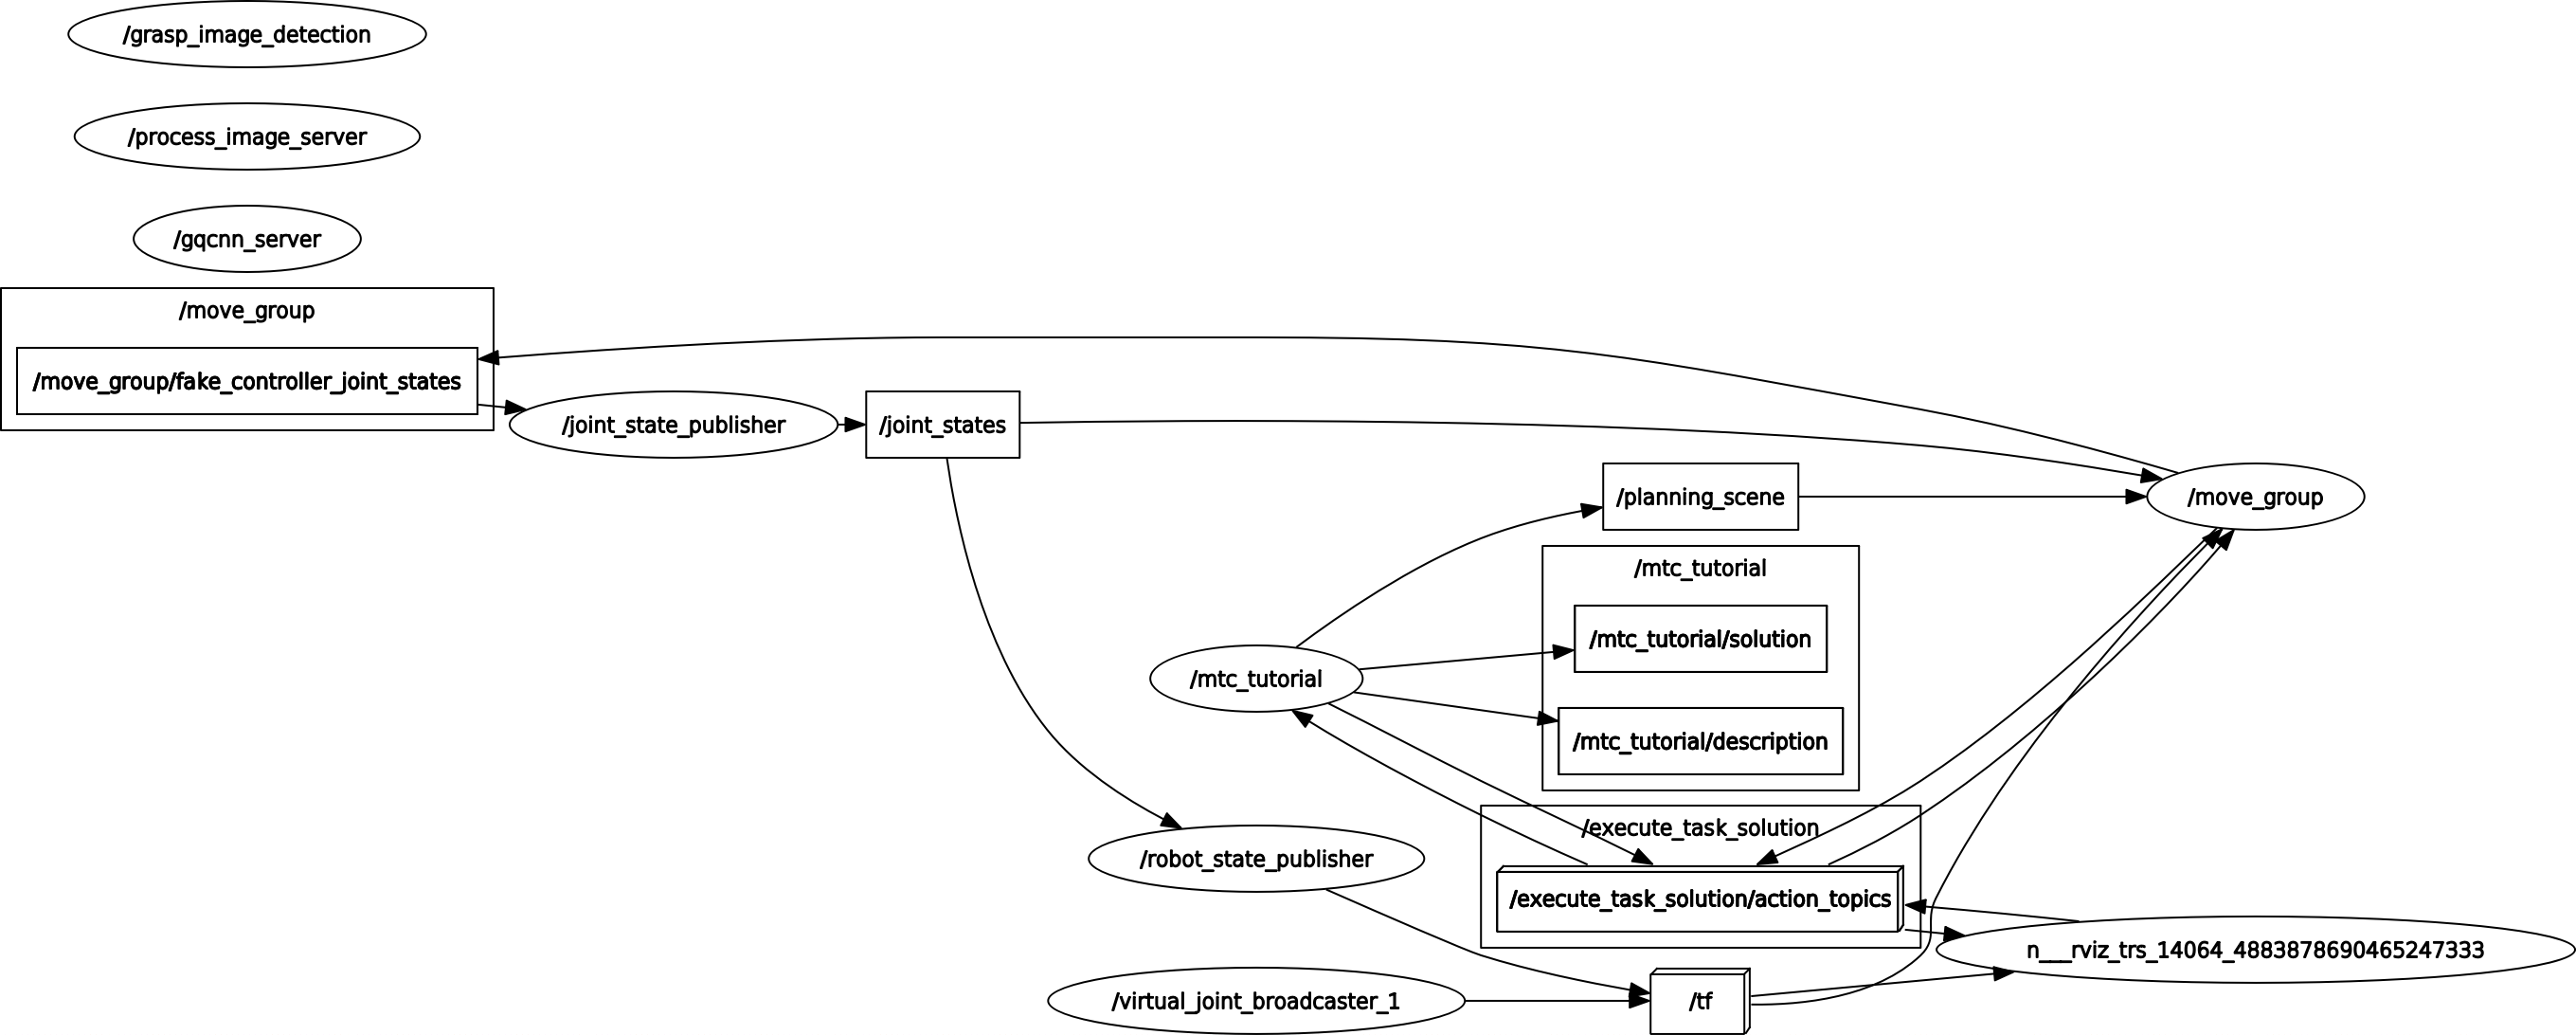 /grasp_image_detection
/process_image_server
/gqcnn_server
/move_group
/move_group/fake_controller_joint_states
/joint_state_publisher
/joint_states
/planning_scene
/move_group
/mtc_tutorial
/mtc_tutorial/solution
/mtc_tutorial
/mtc_tutorial/description
/execute_task_solution
/robot_state_publisher
/execute_task_solution/action_topics
n___rviz_trs_14064_4883878690465247333
/virtual_joint_broadcaster_1
/tf